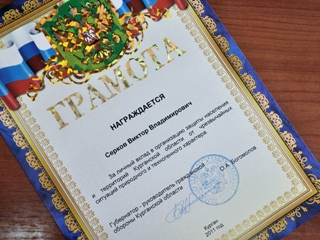 ГРАМОТА
НАГРАЖДАЕТСЯ
Серков Виктор Владимирович
За личный вклад в организацию защиты населения
и территорий Курганской области от чрезвычайных
ситуаций природного и техногенного характера
Губернатор - руководитель гражданской
обороны Курганской области
О.А. Богомолов
Курган
2011 год